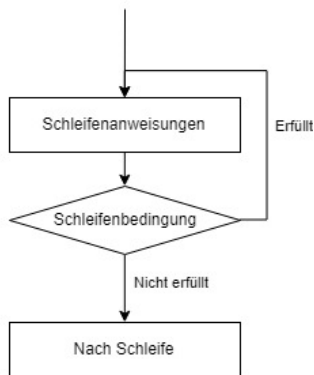 Schleifenanweisungen
Erfüllt
Schleifenbedingung
Nicht erfüllt
Nach Schleife